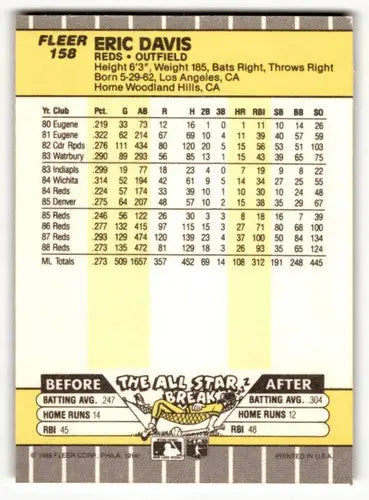 FLEER
158
ERIC DAVIS
REDS • OUTFIELD
Height 6'3", Weight 185, Bats Right, Throws Right
Born 5-29-62, Los Angeles, CA
Home Woodland Hills, CA
Yr. Club Pct. G AB R H 2B 3B HR RBI SB BB SO
80 Eugene .219 33 73 12 16 1 0 1 11 10 14 26
81 Eugene .322 62 214 67 69 10 4 11 39 40 57 59
82 Cdr Rpds .276 111 434 80 120 20 5 15 56 53 51 103
83 Watrbury .290 89 293 56 85 13 1 15 43 39 65 75
83 Indiapls .299 19 77 18 23 4 0 7 19 9 8 22
84 Wichita .314 52 194 42 61 9 5 14 34 27 25 55
84 Reds .224 57 174 33 39 10 1 10 30 10 24 48
85 Denver .275 64 207 48 57 10 2 15 38 35 29 67
85 Reds .246 56 122 26 30 3 3 8 18 16 7 39
86 Reds .277 132 415 97 115 15 3 27 71 80 68 100
87 Reds .293 129 474 120 139 23 4 37 100 50 84 134
88 Reds .273 135 472 81 129 18 3 26 93 35 65 124
ML Totals .273 509 1657 357 452 69 14 108 312 191 248 445
BEFORE THE ALL STAR BREAK AFTER
BATTING AVG. .247
HOME RUNS 14
RBI 45
BATTING AVG. .304
HOME RUNS 12
RBI 48
© 1989 FLEER CORP., PHILA. 19141
PRINTED IN U.S.A.